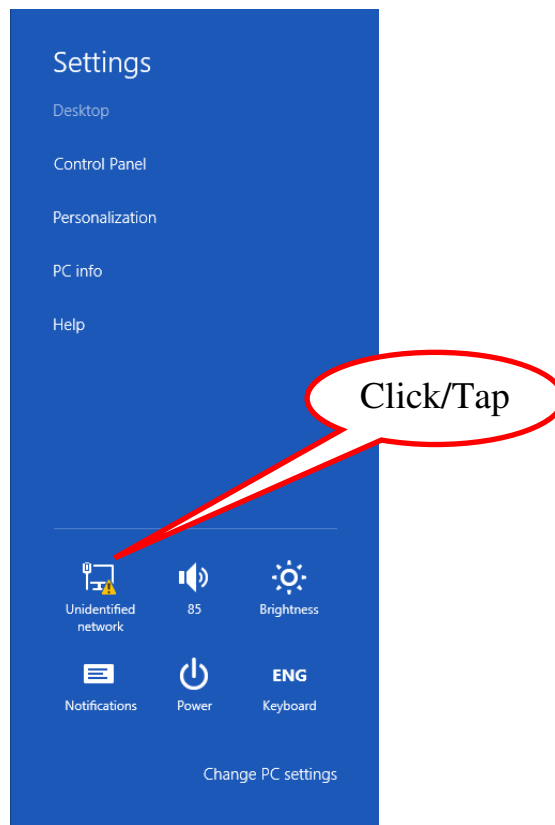 Settings
Desktop
Control Panel
Personalization
PC info
Help
Click/Tap
Unidentified
network
85
Brightness
Notifications
Power
ENG
Keyboard
Change PC settings